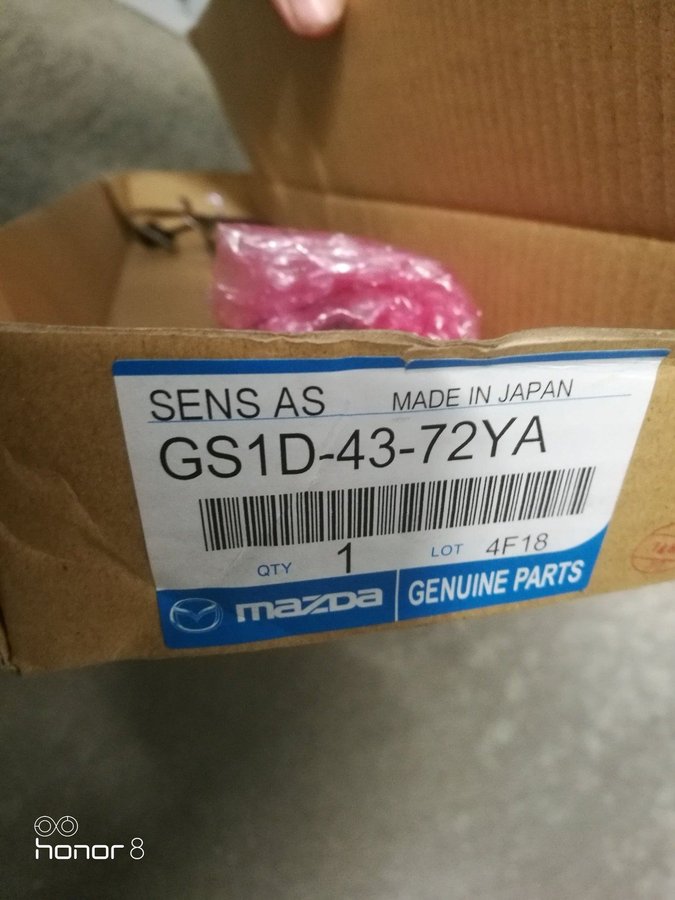 SENS AS
MADE IN JAPAN
GS1D-43-72YA
QTY 1 LOT 4F18
mazda GENUINE PARTS
honor 8